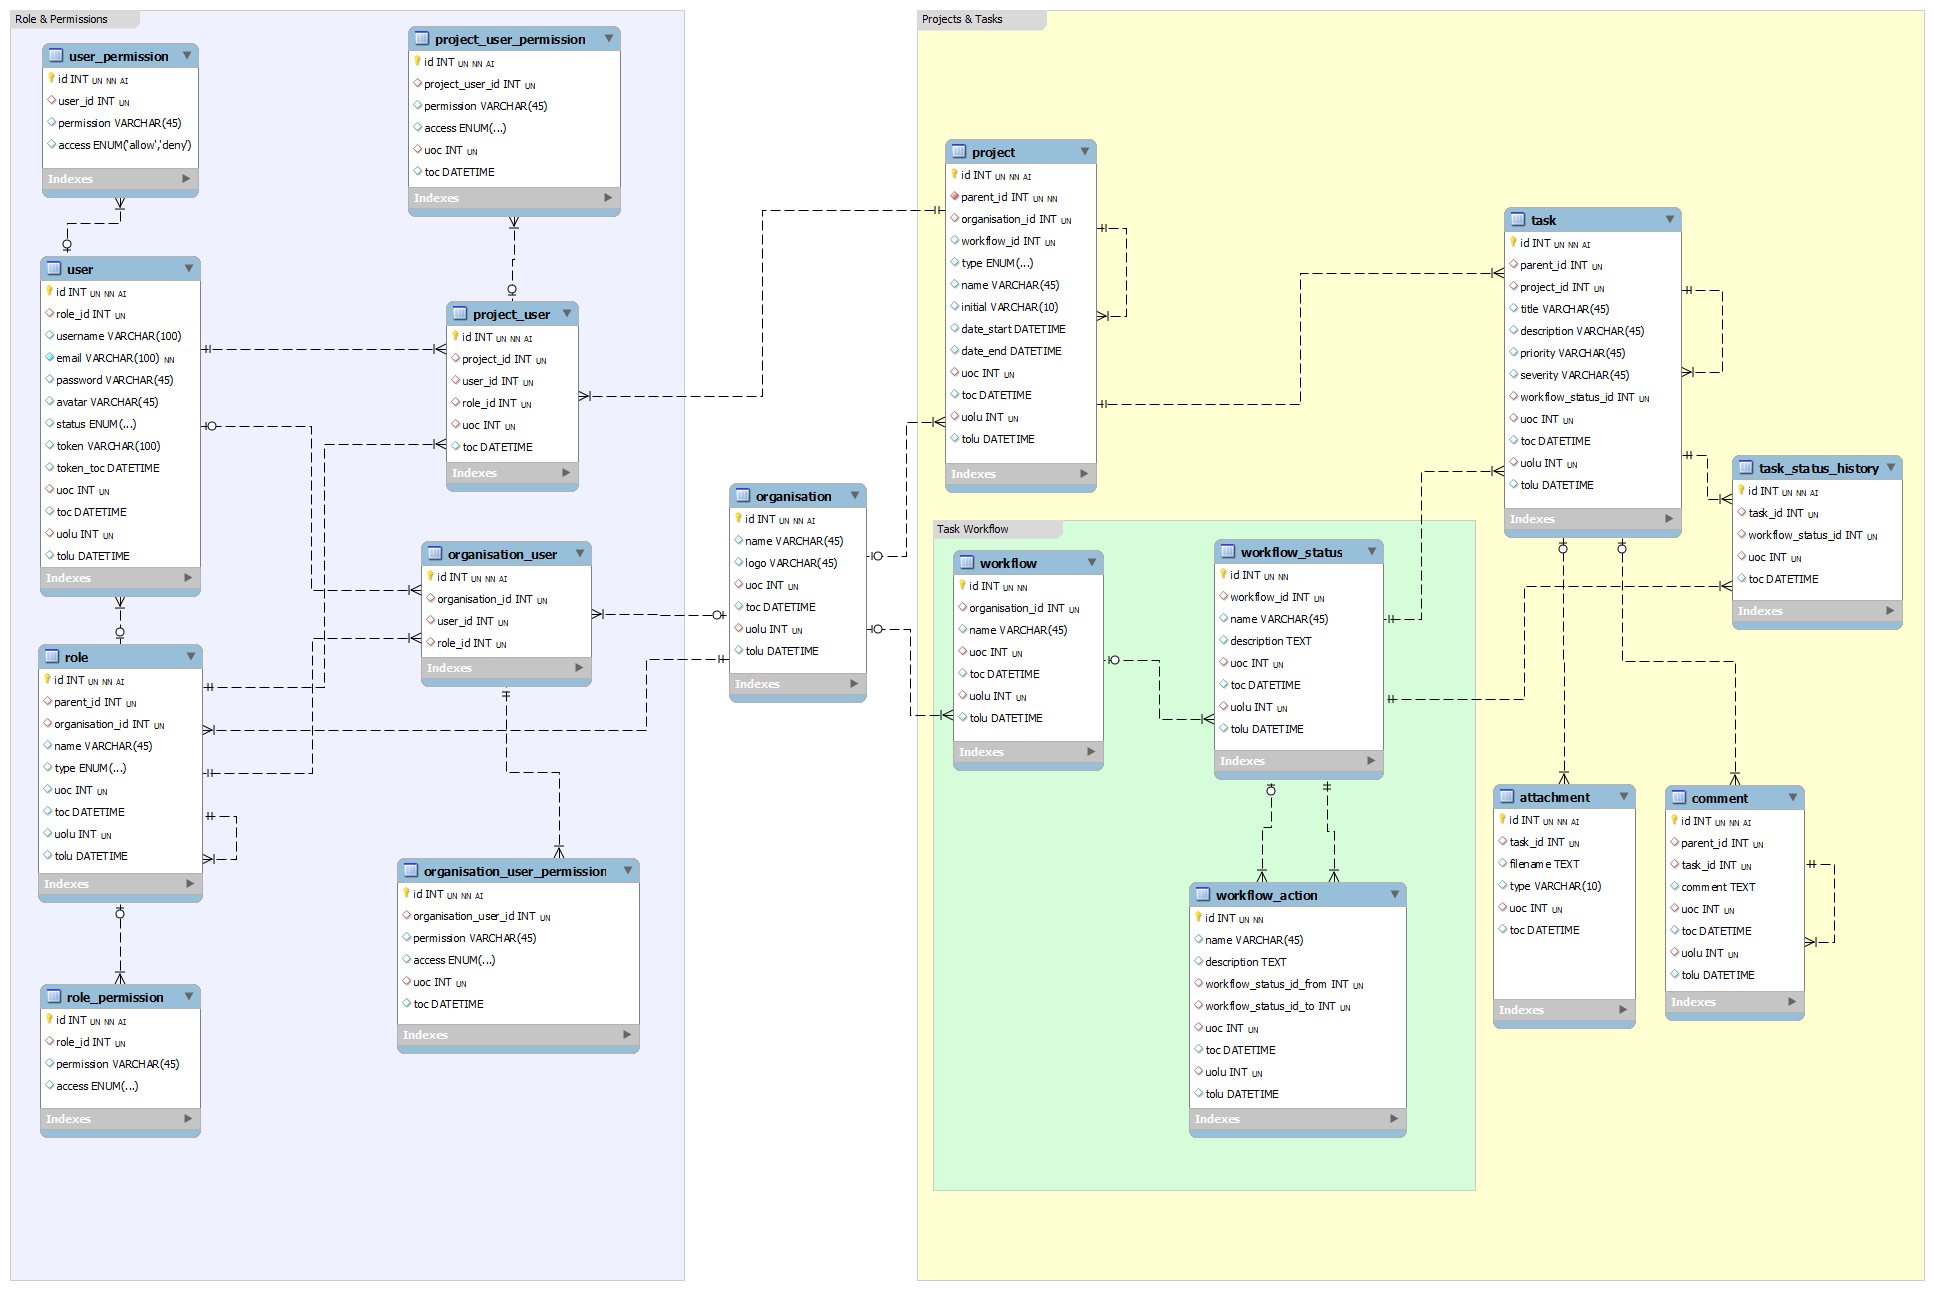 Role & Permissions
user_permission
id INT UN NN AI
user_id INT UN
permission VARCHAR(45)
access ENUM('allow','deny')
Indexes
project_user_permission
id INT UN NN AI
project_user_id INT UN
permission VARCHAR(45)
access ENUM(...)
uoc INT UN
toc DATETIME
Indexes
user
id INT UN NN AI
role_id INT UN
username VARCHAR(100)
email VARCHAR(100) NN
password VARCHAR(45)
avatar VARCHAR(45)
status ENUM(...)
token VARCHAR(100)
token_toc DATETIME
uoc INT UN
toc DATETIME
uolu INT UN
tolu DATETIME
Indexes
project_user
id INT UN NN AI
project_id INT UN
user_id INT UN
role_id INT UN
uoc INT UN
toc DATETIME
Indexes
organisation_user
id INT UN NN AI
organisation_id INT UN
user_id INT UN
role_id INT UN
Indexes
role
id INT UN NN AI
parent_id INT UN
organisation_id INT UN
name VARCHAR(45)
type ENUM(...)
uoc INT UN
toc DATETIME
uolu INT UN
tolu DATETIME
Indexes
organisation_user_permission
id INT UN NN AI
organisation_user_id INT UN
permission VARCHAR(45)
access ENUM(...)
uoc INT UN
toc DATETIME
Indexes
role_permission
id INT UN NN AI
role_id INT UN
permission VARCHAR(45)
access ENUM(...)
Indexes
organisation
id INT UN NN AI
name VARCHAR(45)
logo VARCHAR(45)
uoc INT UN
toc DATETIME
uolu INT UN
tolu DATETIME
Indexes
Projects & Tasks
project
id INT UN NN AI
parent_id INT UN NN
organisation_id INT UN
workflow_id INT UN
type ENUM(...)
name VARCHAR(45)
initial VARCHAR(10)
date_start DATETIME
date_end DATETIME
uoc INT UN
toc DATETIME
uolu INT UN
tolu DATETIME
Indexes
task
id INT UN NN AI
parent_id INT UN
project_id INT UN
title VARCHAR(45)
description VARCHAR(45)
priority VARCHAR(45)
severity VARCHAR(45)
workflow_status_id INT UN
uoc INT UN
toc DATETIME
uolu INT UN
tolu DATETIME
Indexes
task_status_history
id INT UN NN AI
task_id INT UN
workflow_status_id INT UN
uoc INT UN
toc DATETIME
Indexes
Task Workflow
workflow
id INT UN NN
organisation_id INT UN
name VARCHAR(45)
uoc INT UN
toc DATETIME
uolu INT UN
tolu DATETIME
Indexes
workflow_status
id INT UN NN
workflow_id INT UN
name VARCHAR(45)
description TEXT
uoc INT UN
toc DATETIME
uolu INT UN
tolu DATETIME
Indexes
workflow_action
id INT UN NN
name VARCHAR(45)
description TEXT
workflow_status_id_from INT UN
workflow_status_id_to INT UN
uoc INT UN
toc DATETIME
uolu INT UN
tolu DATETIME
Indexes
attachment
id INT UN NN AI
task_id INT UN
filename TEXT
type VARCHAR(10)
uoc INT UN
toc DATETIME
Indexes
comment
id INT UN NN AI
parent_id INT UN
task_id INT UN
comment TEXT
uoc INT UN
toc DATETIME
uolu INT UN
tolu DATETIME
Indexes